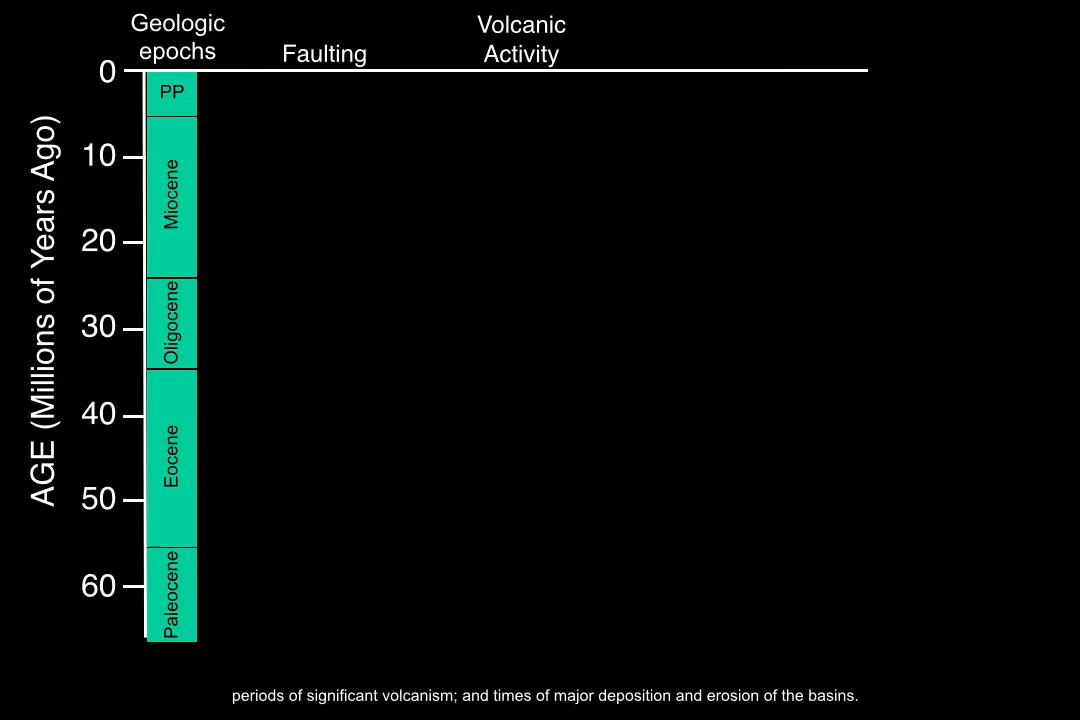 Geologic
epochs
Faulting
Volcanic
Activity
0
PP
10
Miocene
20
Oligocene
30
40
Eocene
50
60
Paleocene
AGE (Millions of Years Ago)
periods of significant volcanism; and times of major deposition and erosion of the basins.